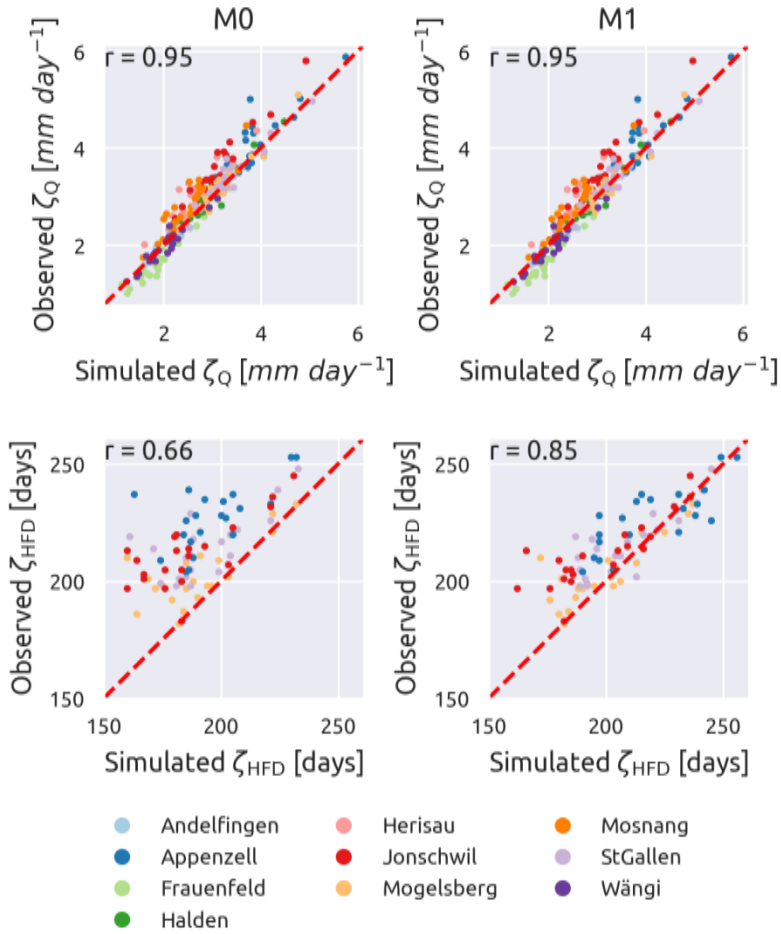 M0
M1
r = 0.95
r = 0.95
6
4
2
6
4
2
Observed ζQ [mm day−1]
Observed ζQ [mm day−1]
2 4 6
2 4 6
Simulated ζQ [mm day−1]
Simulated ζQ [mm day−1]
r = 0.66
r = 0.85
250
200
150
250
200
150
Observed ζHFD [days]
Observed ζHFD [days]
150 200 250
150 200 250
Simulated ζHFD [days]
Simulated ζHFD [days]
Andelfingen
Appenzell
Frauenfeld
Halden
Herisau
Jonschwil
Mogelsberg
Mosnang
StGallen
Wängi